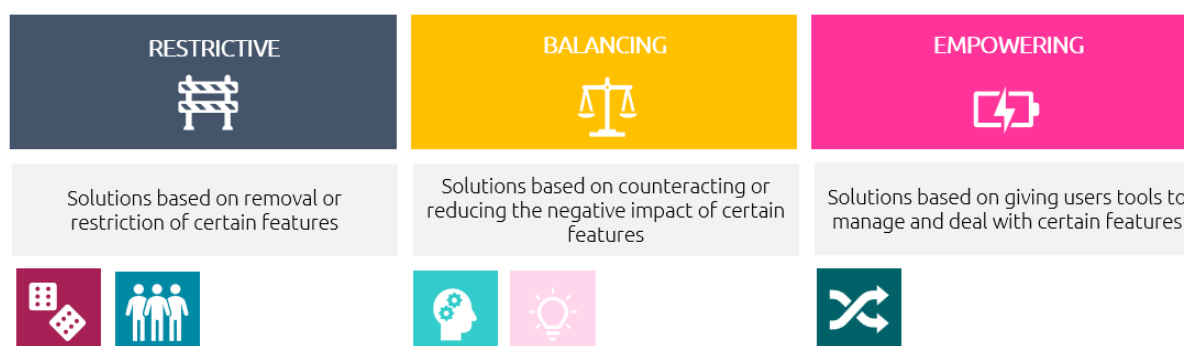 RESTRICTIVE
BALANCING
EMPOWERING
Solutions based on removal or
restriction of certain features
Solutions based on counteracting or
reducing the negative impact of certain
features
Solutions based on giving users tools to
manage and deal with certain features